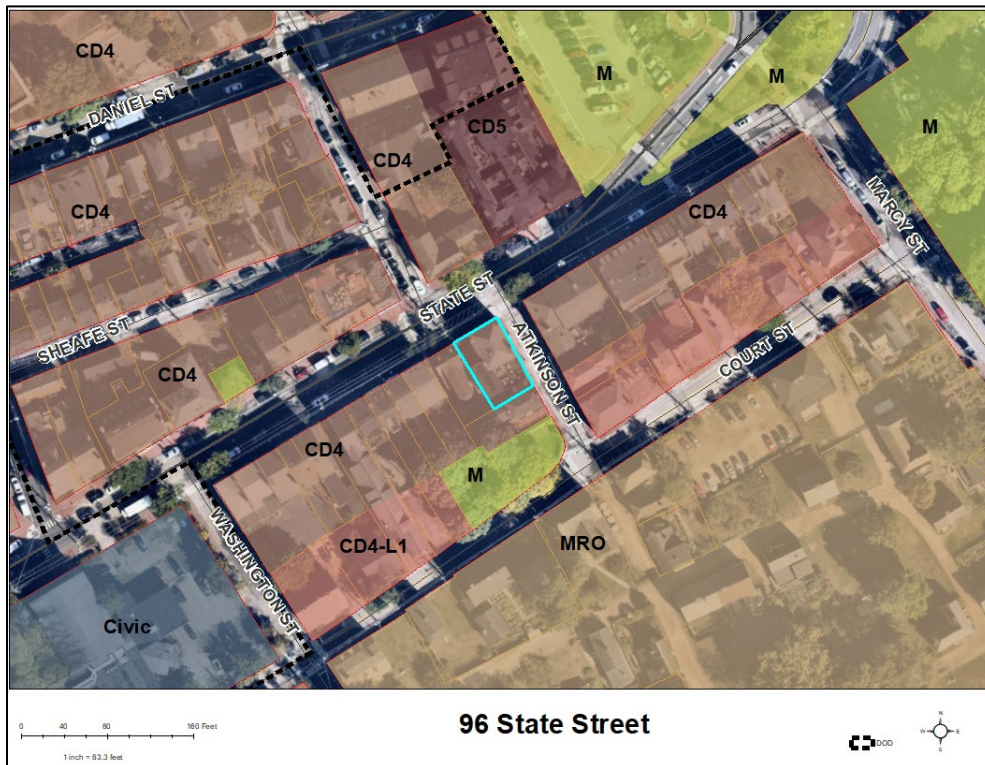 CD4
M
M
DANIEL ST
CD5
M
CD4
CD4
CD4
MARCY ST
STATE ST
SHEAFE ST
ATKINSON ST
COURT ST
CD4
CD4
M
WASHINGTON ST
CD4-L1
MRO
Civic
0 40 80 160 Feet
1 inch = 83.3 feet
96 State Street
DOD
N
W E
S